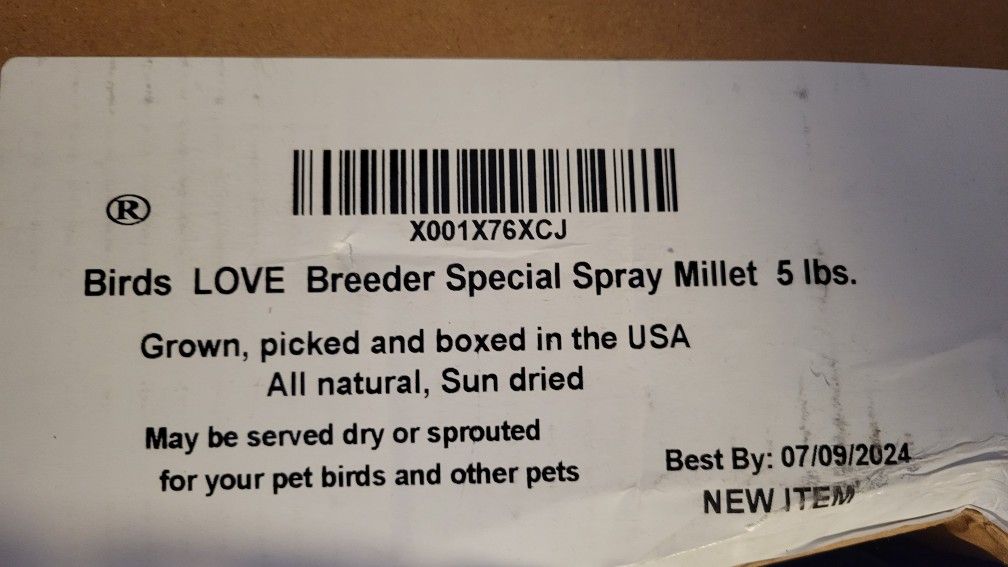 X001X76XCJ
®
Birds LOVE Breeder Special Spray Millet 5 lbs.
Grown, picked and boxed in the USA
All natural, Sun dried
May be served dry or sprouted
for your pet birds and other pets
Best By: 07/09/2024
NEW ITEM